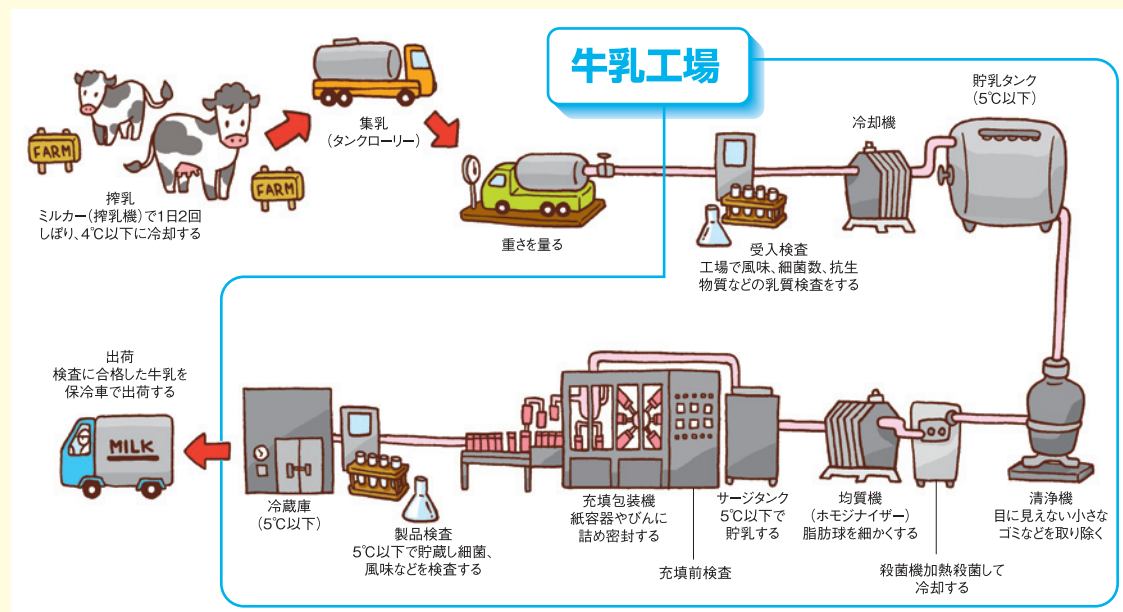 牛乳工場
FARM
FARM
搾乳
ミルカー(搾乳機)で1日2回
しぼり、4℃以下に冷却する
集乳
(タンクローリー)
重さを量る
受入検査
工場で風味、細菌数、抗生
物質などの乳質検査をする
冷却機
貯乳タンク
(5℃以下)
清浄機
目に見えない小さな
ゴミなどを取り除く
殺菌機加熱殺菌して
冷却する
均質機
(ホモジナイザー)
脂肪球を細かくする
サージタンク
5℃以下で
貯乳する
充填前検査
充填包装機
紙容器やびんに
詰め密封する
製品検査
5℃以下で貯蔵し細菌、
風味などを検査する
冷蔵庫
(5℃以下)
出荷
検査に合格した牛乳を
保冷車で出荷する
MILK